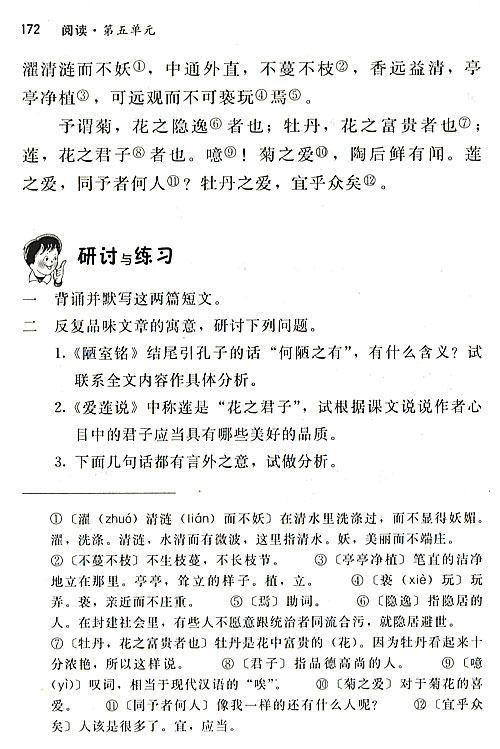 172 阅读·第五单元
濯清涟而不妖①，中通外直，不蔓不枝②，香远益清，亭
亭净植③，可远观而不可亵玩④焉⑤。
予谓菊，花之隐逸⑥者也；牡丹，花之富贵者也⑦；
莲，花之君子⑧者也。噫⑨！菊之爱⑩，陶后鲜有闻。莲
之爱，同予者何人⑪？牡丹之爱，宜乎众矣⑫。
研讨与练习
一 背诵并默写这两篇短文。
二 反复品味文章的寓意，研讨下列问题。
1.《陋室铭》结尾引孔子的话“何陋之有”，有什么含义？试
联系全文内容作具体分析。
2.《爱莲说》中称莲是“花之君子”，试根据课文说说作者心
目中的君子应当具有哪些美好的品质。
3. 下面几句话都有言外之意，试做分析。
①〔濯（zhuó）清涟（lián）而不妖〕在清水里洗涤过，而不显得妖媚。
濯，洗涤。清涟，水清而有微波，这里指清水。妖，美丽而不端庄。
②〔不蔓不枝〕不生枝蔓，不长枝节。 ③〔亭亭净植〕笔直的洁净
地立在那里。亭亭，耸立的样子。植，立。 ④〔亵（xiè）玩〕玩
弄。亵，亲近而不庄重。 ⑤〔焉〕助词。 ⑥〔隐逸〕指隐居的
人。在封建社会里，有些人不愿意跟统治者同流合污，就隐居避世。
⑦〔牡丹，花之富贵者也〕牡丹是花中富贵的（花）。因为牡丹看起来十
分浓艳，所以这样说。 ⑧〔君子〕指品德高尚的人。 ⑨〔噫
（yì）〕叹词，相当于现代汉语的“唉”。 ⑩〔菊之爱〕对于菊花的喜
爱。 ⑪〔同予者何人〕像我一样的还有什么人呢？ ⑫〔宜乎众
矣〕人该是很多了。宜，应当。